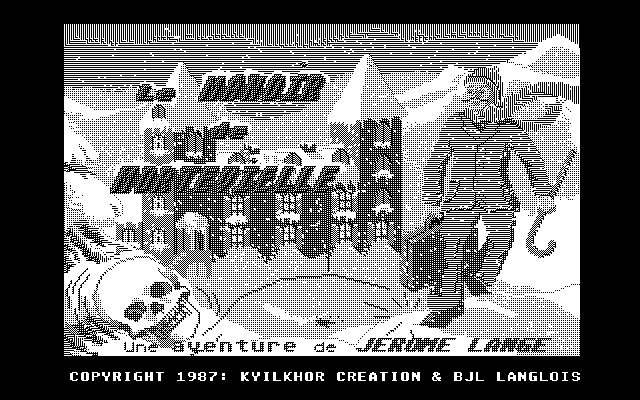 Le MANOIR
de
MORTEVIELLE
Une aventure de JEROME LANGE
COPYRIGHT 1987: KYILKHOR CREATION & BJL LANGLOIS